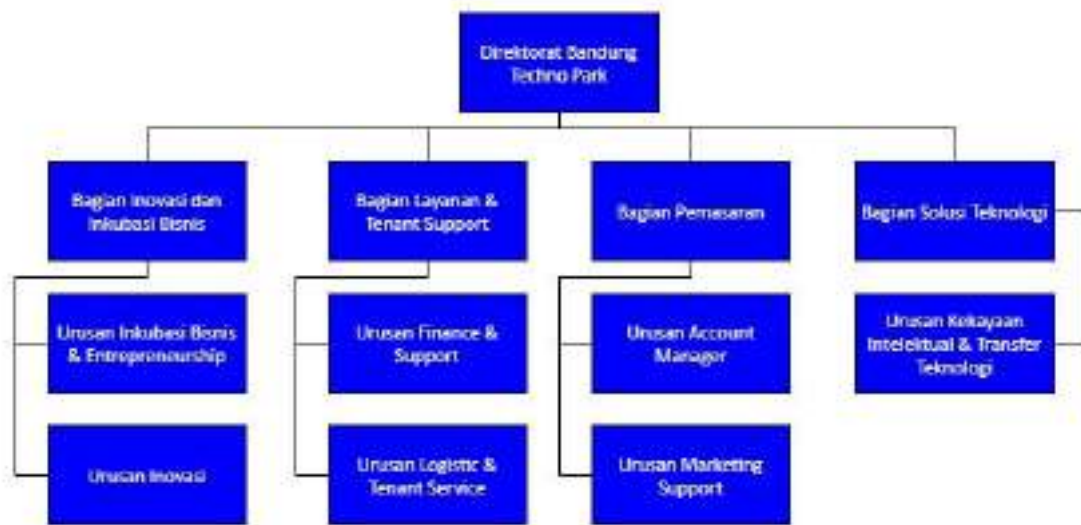 Direktorat Bandung
Techno Park
Bagian Inovasi dan
Inkubasi Bisnis
Bagian Layanan &
Tenant Support
Bagian Pemasaran
Bagian Solusi Teknologi
Urusan Inkubasi Bisnis
& Entrepreneurship
Urusan Finance &
Support
Urusan Account
Manager
Urusan Kekayaan
Intelektual & Transfer
Teknologi
Urusan Inovasi
Urusan Logistic &
Tenant Service
Urusan Marketing
Support